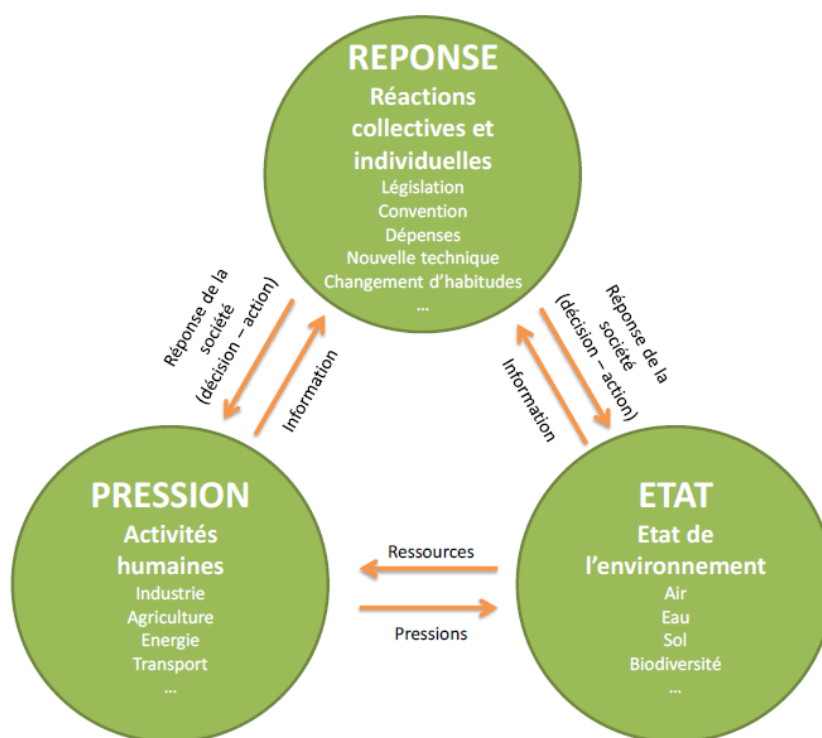 REPONSE
Réactions
collectives et
individuelles
Législation
Convention
Dépenses
Nouvelle technique
Changement d'habitudes
...
Réponse de la
société
(décision – action)
Information
Réponse de la
société
(décision – action)
Information
PRESSION
Activités
humaines
Industrie
Agriculture
Energie
Transport
...
Ressources
Pressions
ETAT
Etat de
l'environnement
Air
Eau
Sol
Biodiversité
...